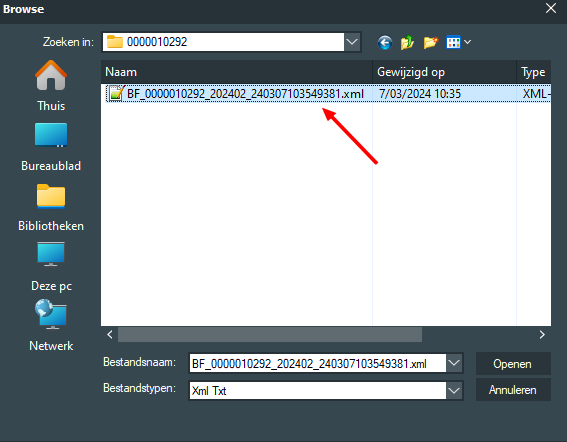 Browse
Zoeken in: 0000010292
Naam Gewijzigd op Type
BF_0000010292_202402_240307103549381.xml 7/03/2024 10:35 XML-
Thuis
Bureaublad
Bibliotheken
Deze pc
Netwerk
Bestandsnaam: BF_0000010292_202402_240307103549381.xml Openen
Bestandstypen: Xml Txt Annuleren